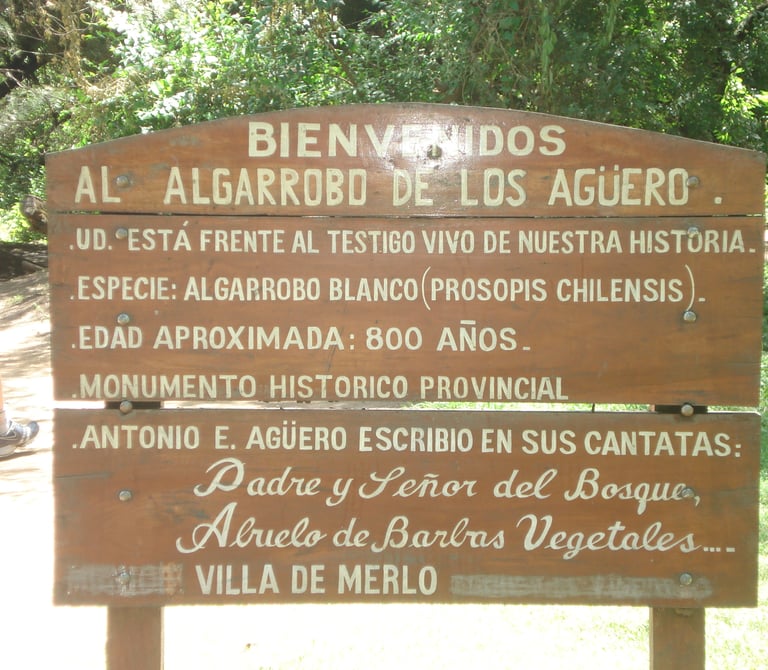 BIENVENIDOS
AL ALGARROBO DE LOS AGÜERO .
.UD. ESTÁ FRENTE AL TESTIGO VIVO DE NUESTRA HISTORIA.
.ESPECIE: ALGARROBO BLANCO (PROSOPIS CHILENSIS).
.EDAD APROXIMADA: 800 AÑOS.
.MONUMENTO HISTORICO PROVINCIAL
.ANTONIO E. AGÜERO ESCRIBIO EN SUS CANTATAS:
Padre y Señor del Bosque,
Abuelo de Barbas Vegetales....
VILLA DE MERLO